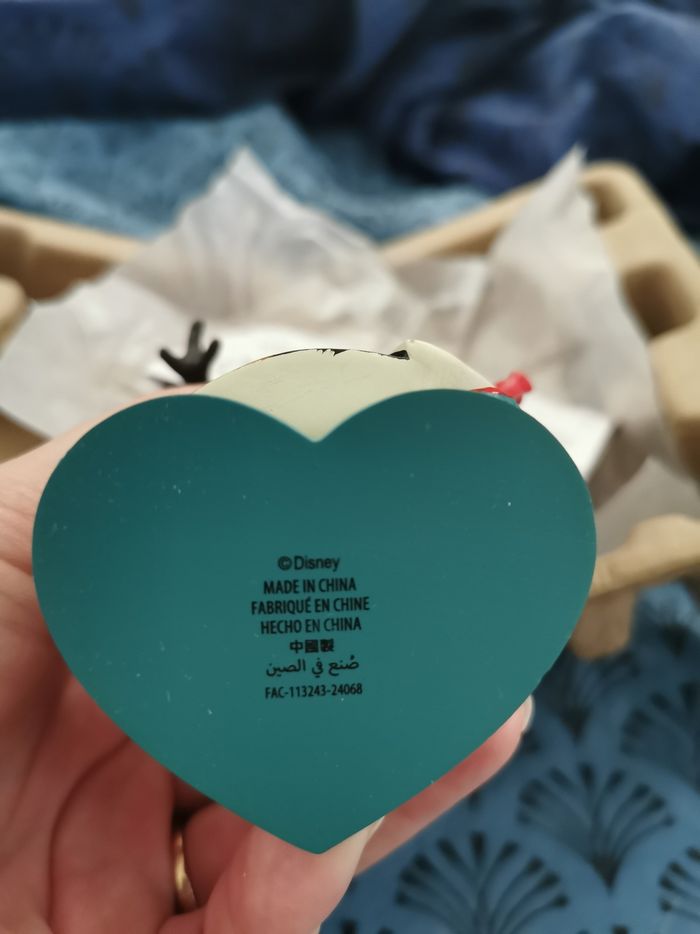 ©Disney
MADE IN CHINA
FABRIQUÉ EN CHINE
HECHO EN CHINA
中國製
صُنع في الصين
FAC-113243-24068